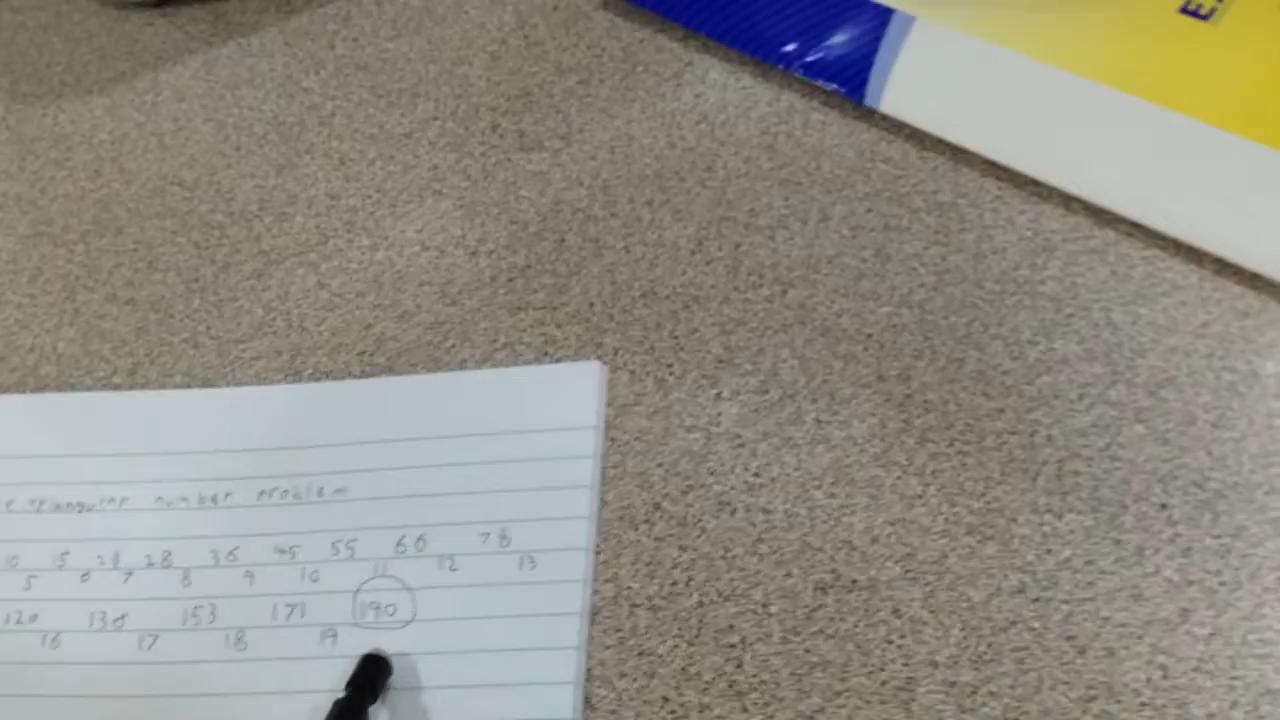 triangular number problem
10 15 21 28 36 45 55 66 78
5 6 7 8 9 10 11 12 13
120 136 153 171 190
16 17 18 19
E